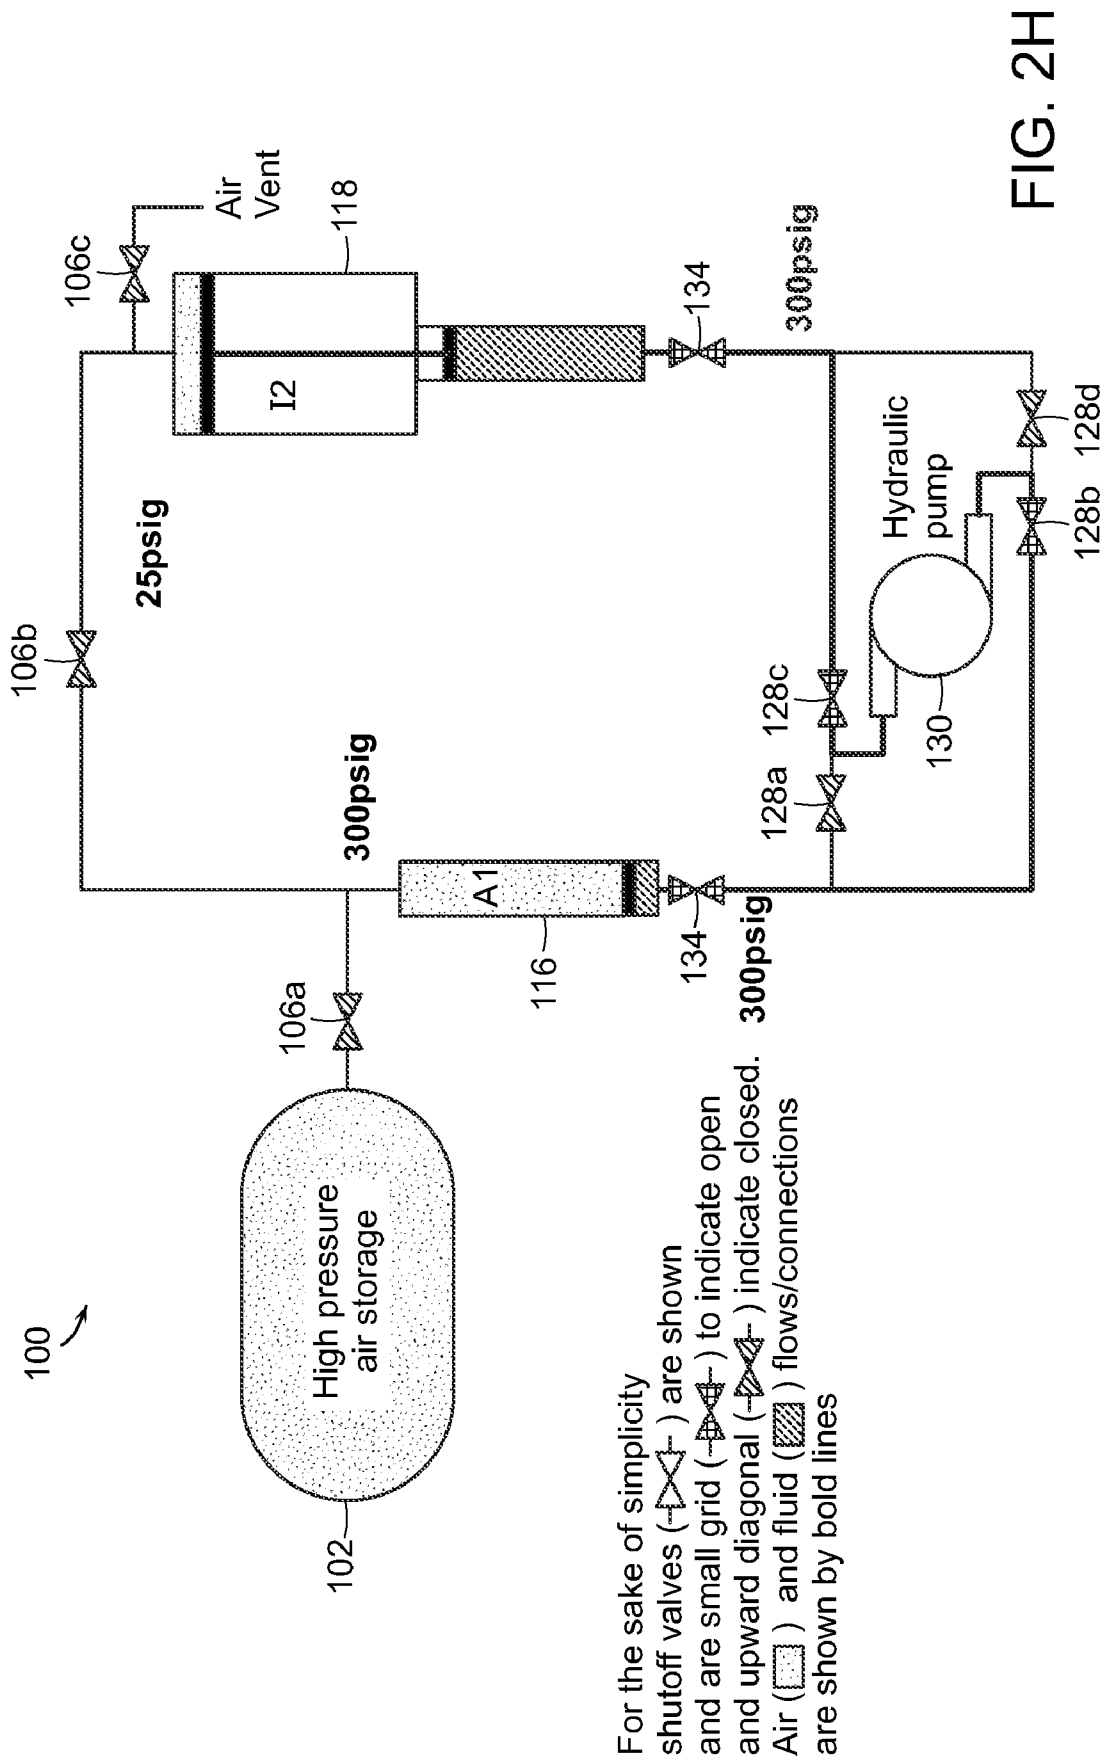 100
102
High pressure
air storage
106a
106b
106c
Air
Vent
25psig
300psig
A1
116
I2
118
134
300psig
134
300psig
128a
128c
Hydraulic
pump
130
128b
128d
For the sake of simplicity
shutoff valves ( ) are shown
and are small grid ( ) to indicate open
and upward diagonal ( ) indicate closed.
Air ( ) and fluid ( ) flows/connections
are shown by bold lines
FIG. 2H